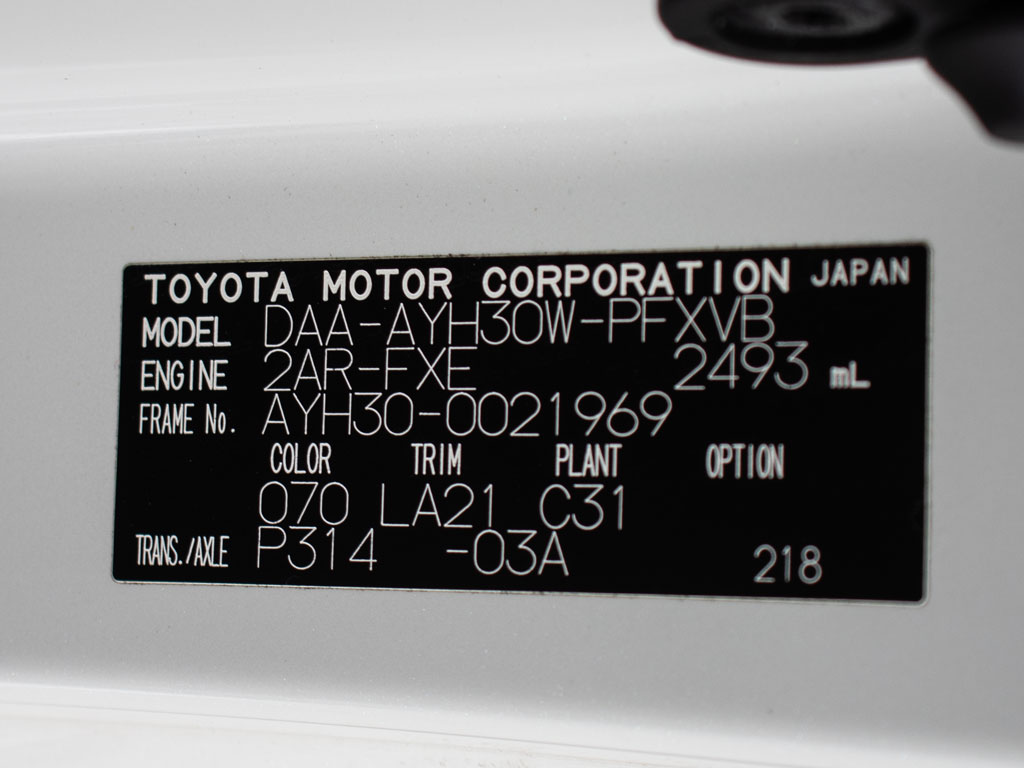 TOYOTA MOTOR CORPORATION JAPAN
MODEL DAA-AYH30W-PFXVB
ENGINE 2AR-FXE 2493 mL
FRAME No. AYH30-0021969
COLOR TRIM PLANT OPTION
070 LA21 C31
TRANS./AXLE P314 -03A 218